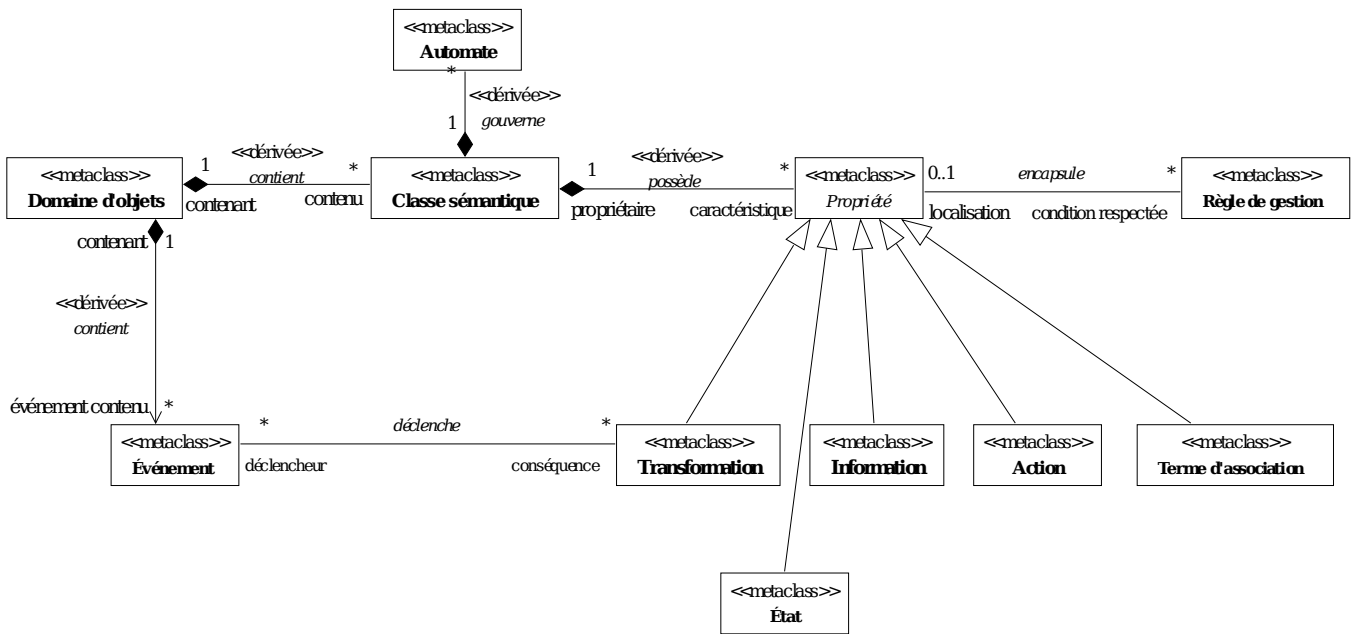 <<metaclass>>
Automate
*
<<dérivée>>
gouverne
1
<<metaclass>>
Domaine d'objets
1
<<dérivée>>
*
contient
contenant
contenu
<<metaclass>>
Classe sémantique
1
<<dérivée>>
*
possède
propriétaire
caractéristique
<<metaclass>>
Propriété
0..1
encapsule
*
localisation
condition respectée
<<metaclass>>
Règle de gestion
contenant
1
<<dérivée>>
contient
événement contenu
*
<<metaclass>>
Événement
*
déclenche
*
déclencheur
conséquence
<<metaclass>>
Transformation
<<metaclass>>
Information
<<metaclass>>
Action
<<metaclass>>
Terme d'association
<<metaclass>>
État